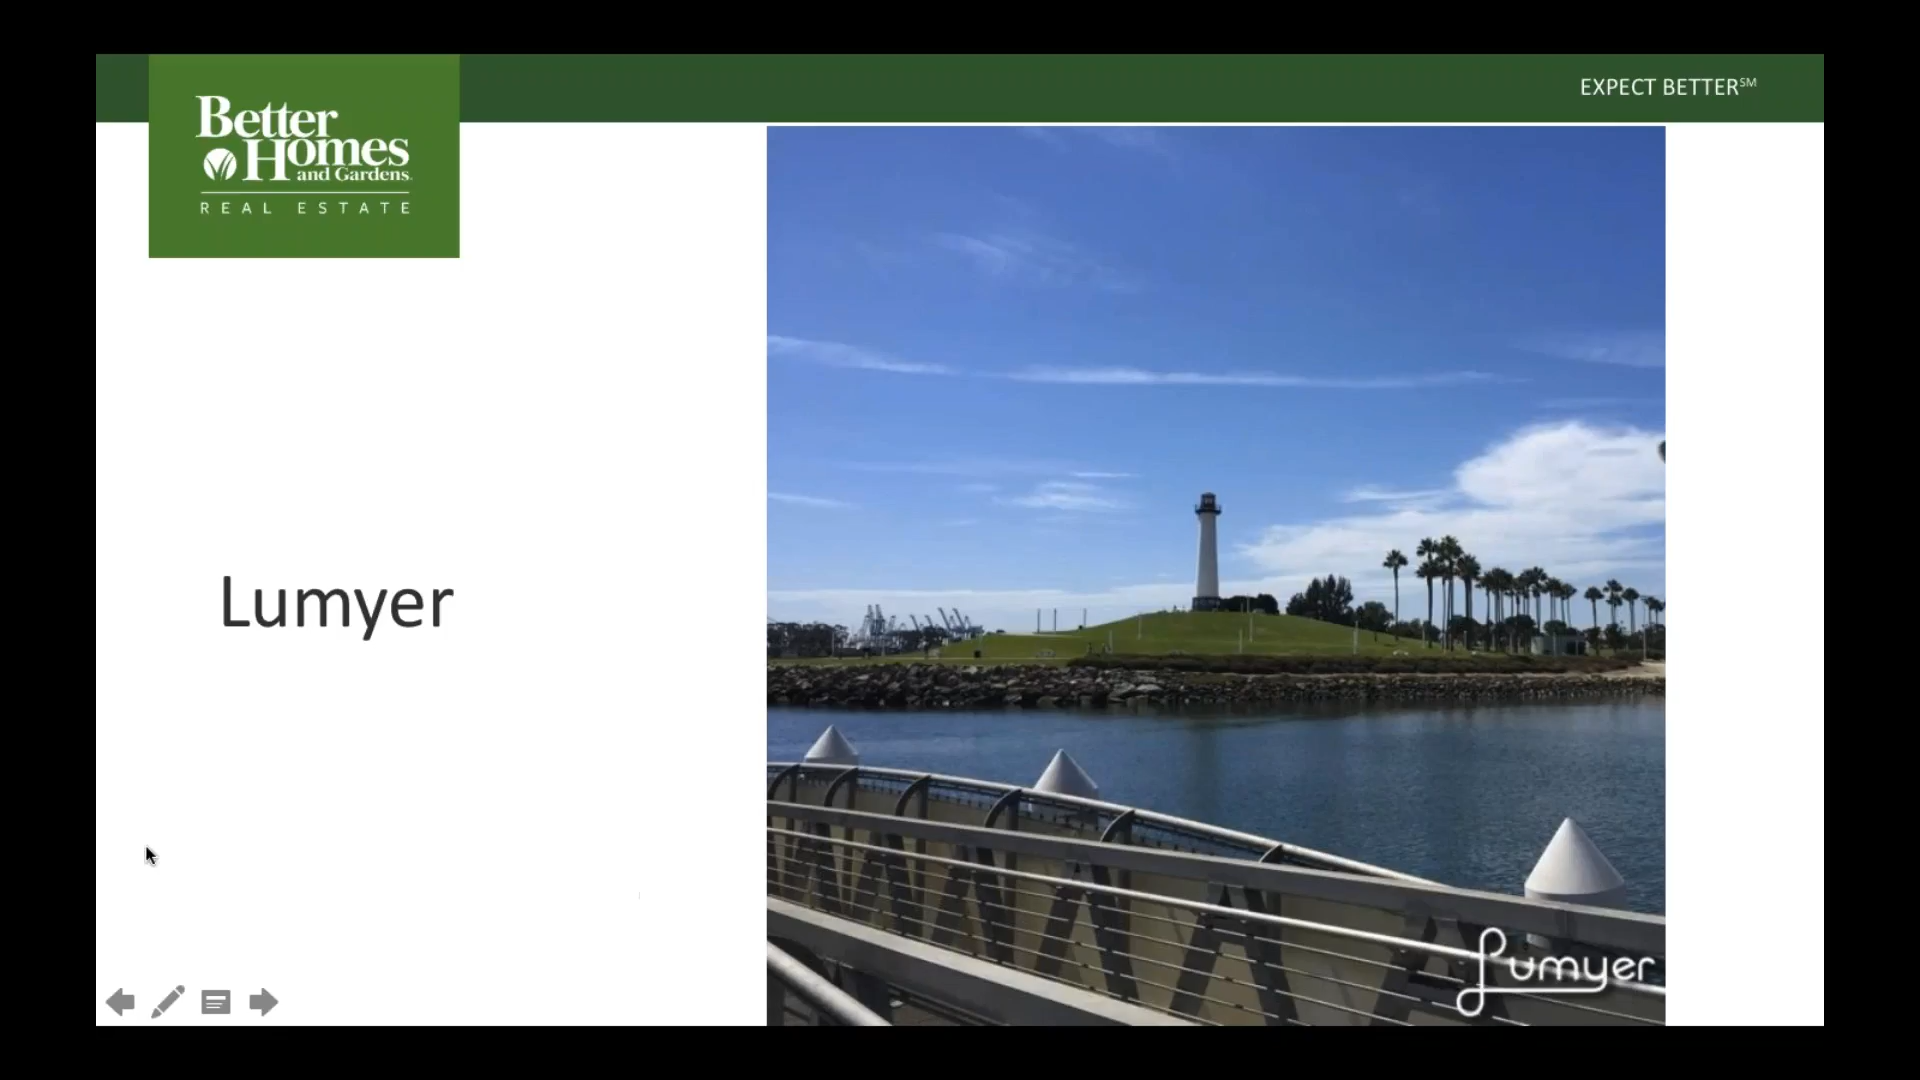 EXPECT BETTER℠
Better
Homes
and Gardens
REAL ESTATE
Lumyer
Lumyer